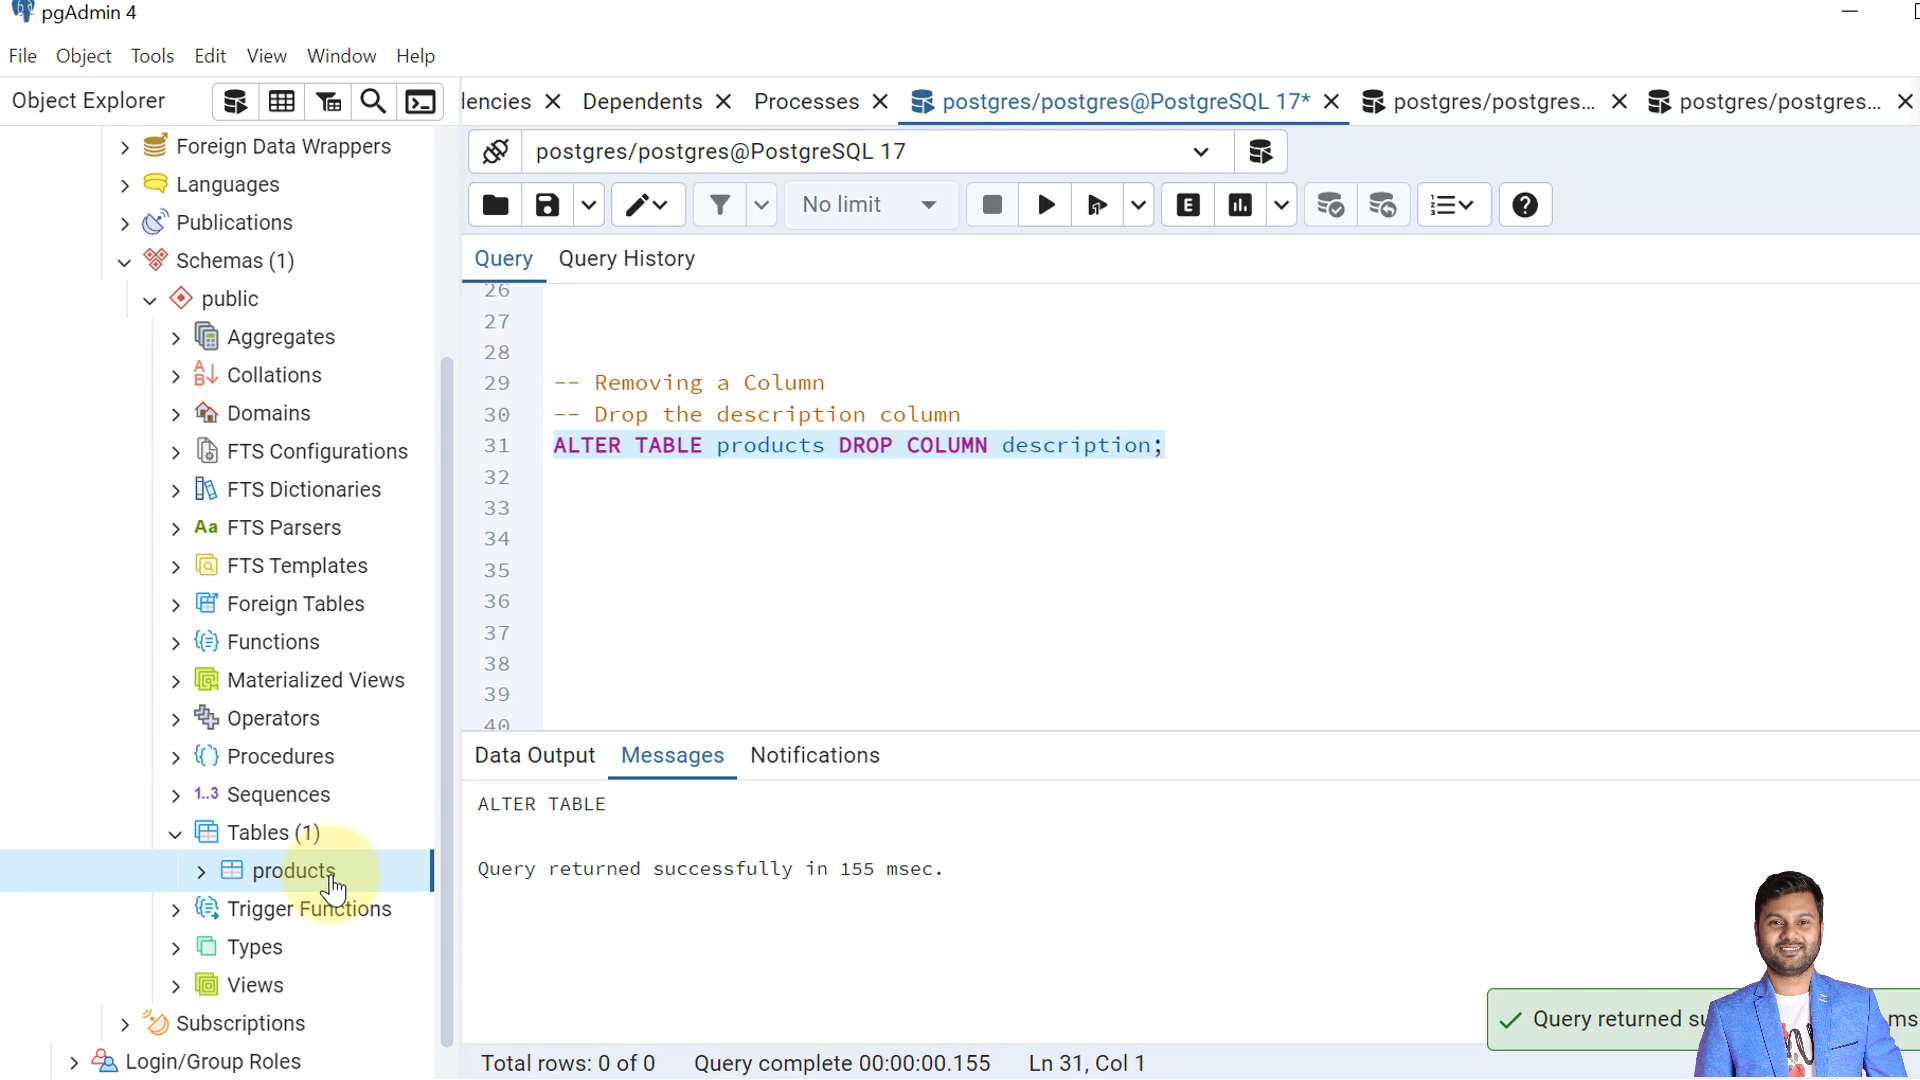 pgAdmin 4
File Object Tools Edit View Window Help
Object Explorer
lencies Dependents Processes postgres/postgres@PostgreSQL 17* postgres/postgres... postgres/postgres...
postgres/postgres@PostgreSQL 17
No limit
E
Query Query History
Foreign Data Wrappers
Languages
Publications
Schemas (1)
public
Aggregates
Collations
Domains
FTS Configurations
FTS Dictionaries
Aa FTS Parsers
FTS Templates
Foreign Tables
Functions
Materialized Views
Operators
Procedures
1..3 Sequences
Tables (1)
products
Trigger Functions
Types
Views
Subscriptions
Login/Group Roles
26
27
28
29 -- Removing a Column
30 -- Drop the description column
31 ALTER TABLE products DROP COLUMN description;
32
33
34
35
36
37
38
39
40
Data Output Messages Notifications
ALTER TABLE
Query returned successfully in 155 msec.
Query returned su ms
Total rows: 0 of 0 Query complete 00:00:00.155 Ln 31, Col 1